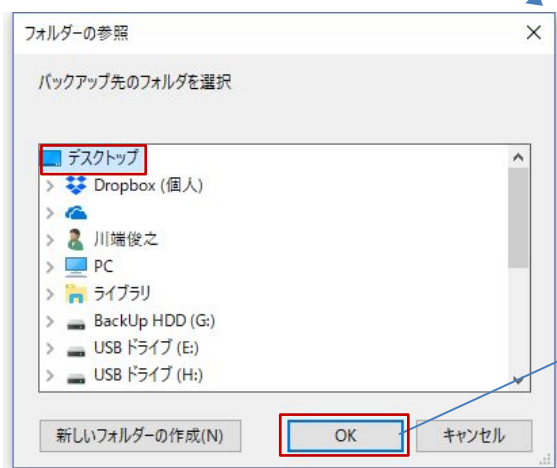 フォルダーの参照
バックアップ先のフォルダを選択
デスクトップ
Dropbox (個人)
川端俊之
PC
ライブラリ
BackUp HDD (G:)
USB ドライブ (E:)
USB ドライブ (H:)
新しいフォルダーの作成(N)
OK
キャンセル